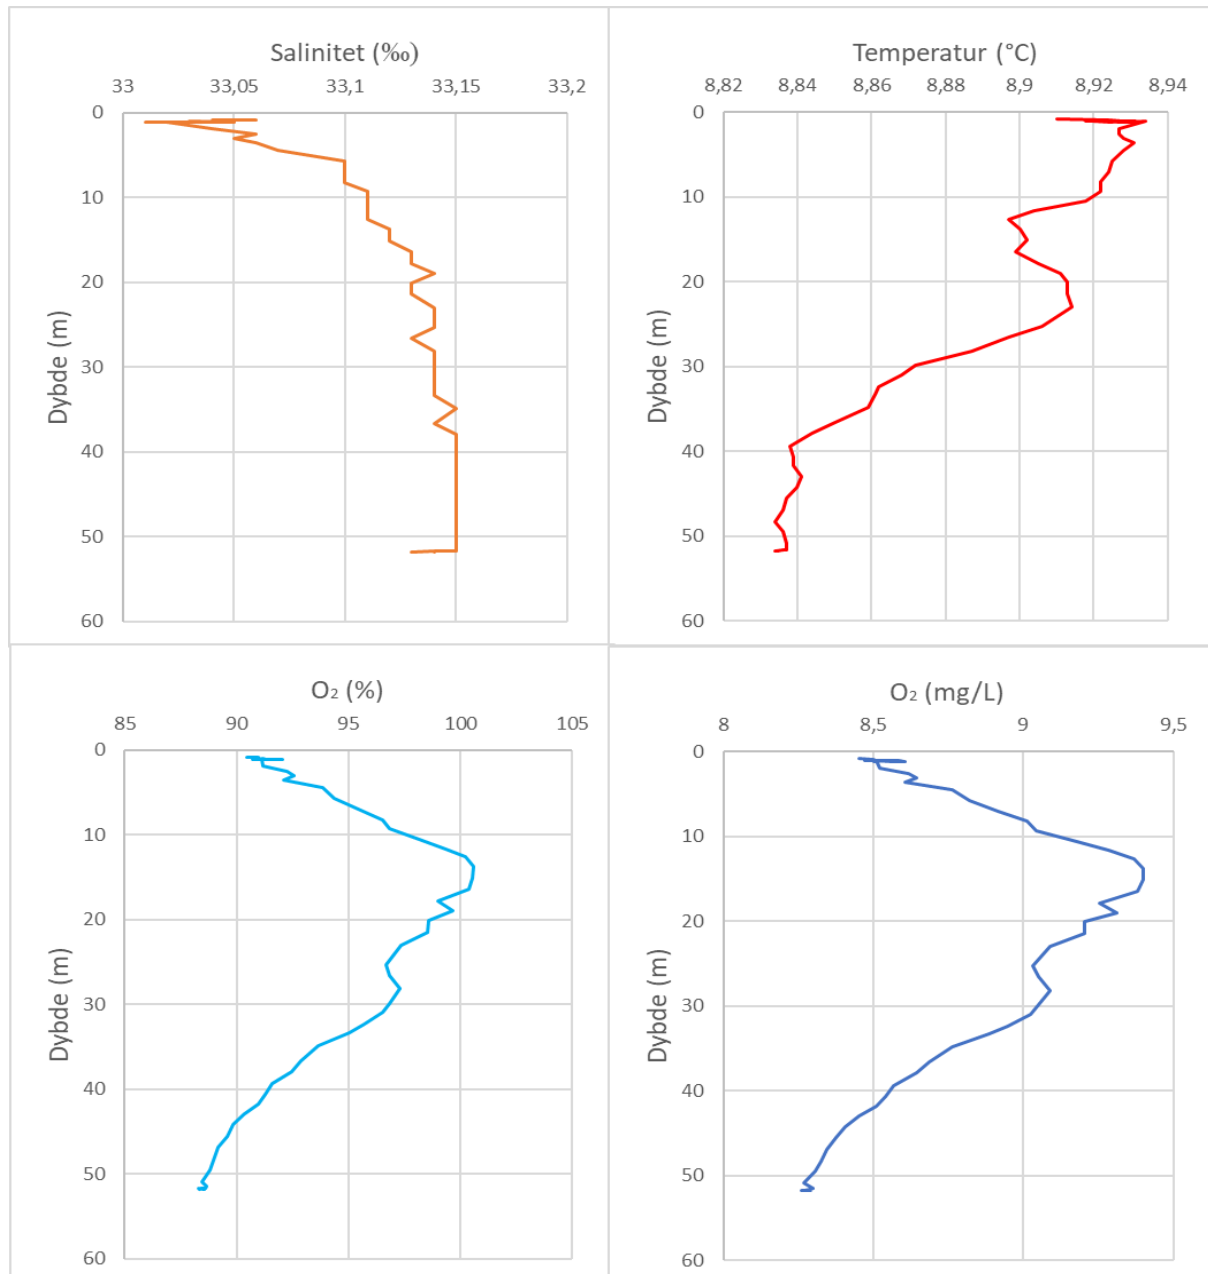 Salinitet (‰)
33 33,05 33,1 33,15 33,2
0
10
20
30
40
50
60
Dybde (m)
Temperatur (°C)
8,82 8,84 8,86 8,88 8,9 8,92 8,94
0
10
20
30
40
50
60
Dybde (m)
O₂ (%)
85 90 95 100 105
0
10
20
30
40
50
60
Dybde (m)
O₂ (mg/L)
8 8,5 9 9,5
0
10
20
30
40
50
60
Dybde (m)